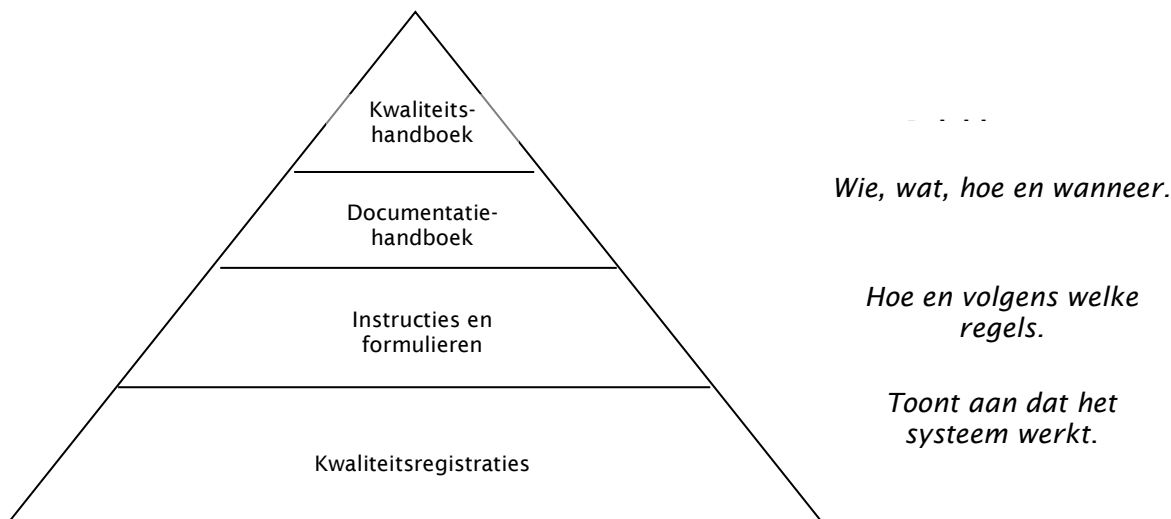 Kwaliteits-
handboek
Wie, wat, hoe en wanneer.
Documentatie-
handboek
Hoe en volgens welke
regels.
Instructies en
formulieren
Toont aan dat het
systeem werkt.
Kwaliteitsregistraties